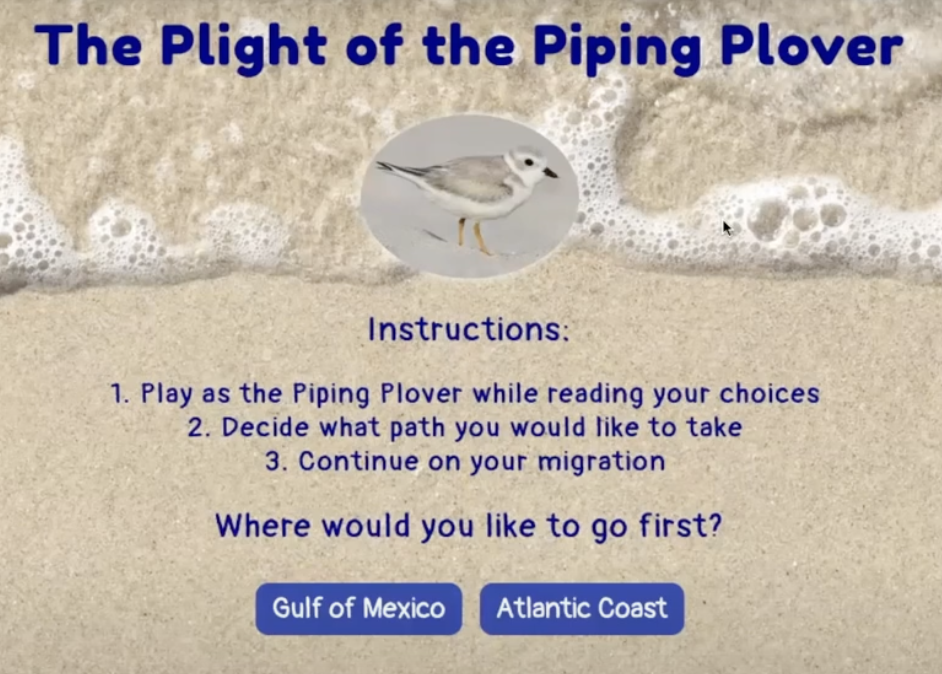 The Plight of the Piping Plover
Instructions:
1. Play as the Piping Plover while reading your choices
2. Decide what path you would like to take
3. Continue on your migration
Where would you like to go first?
Gulf of Mexico
Atlantic Coast